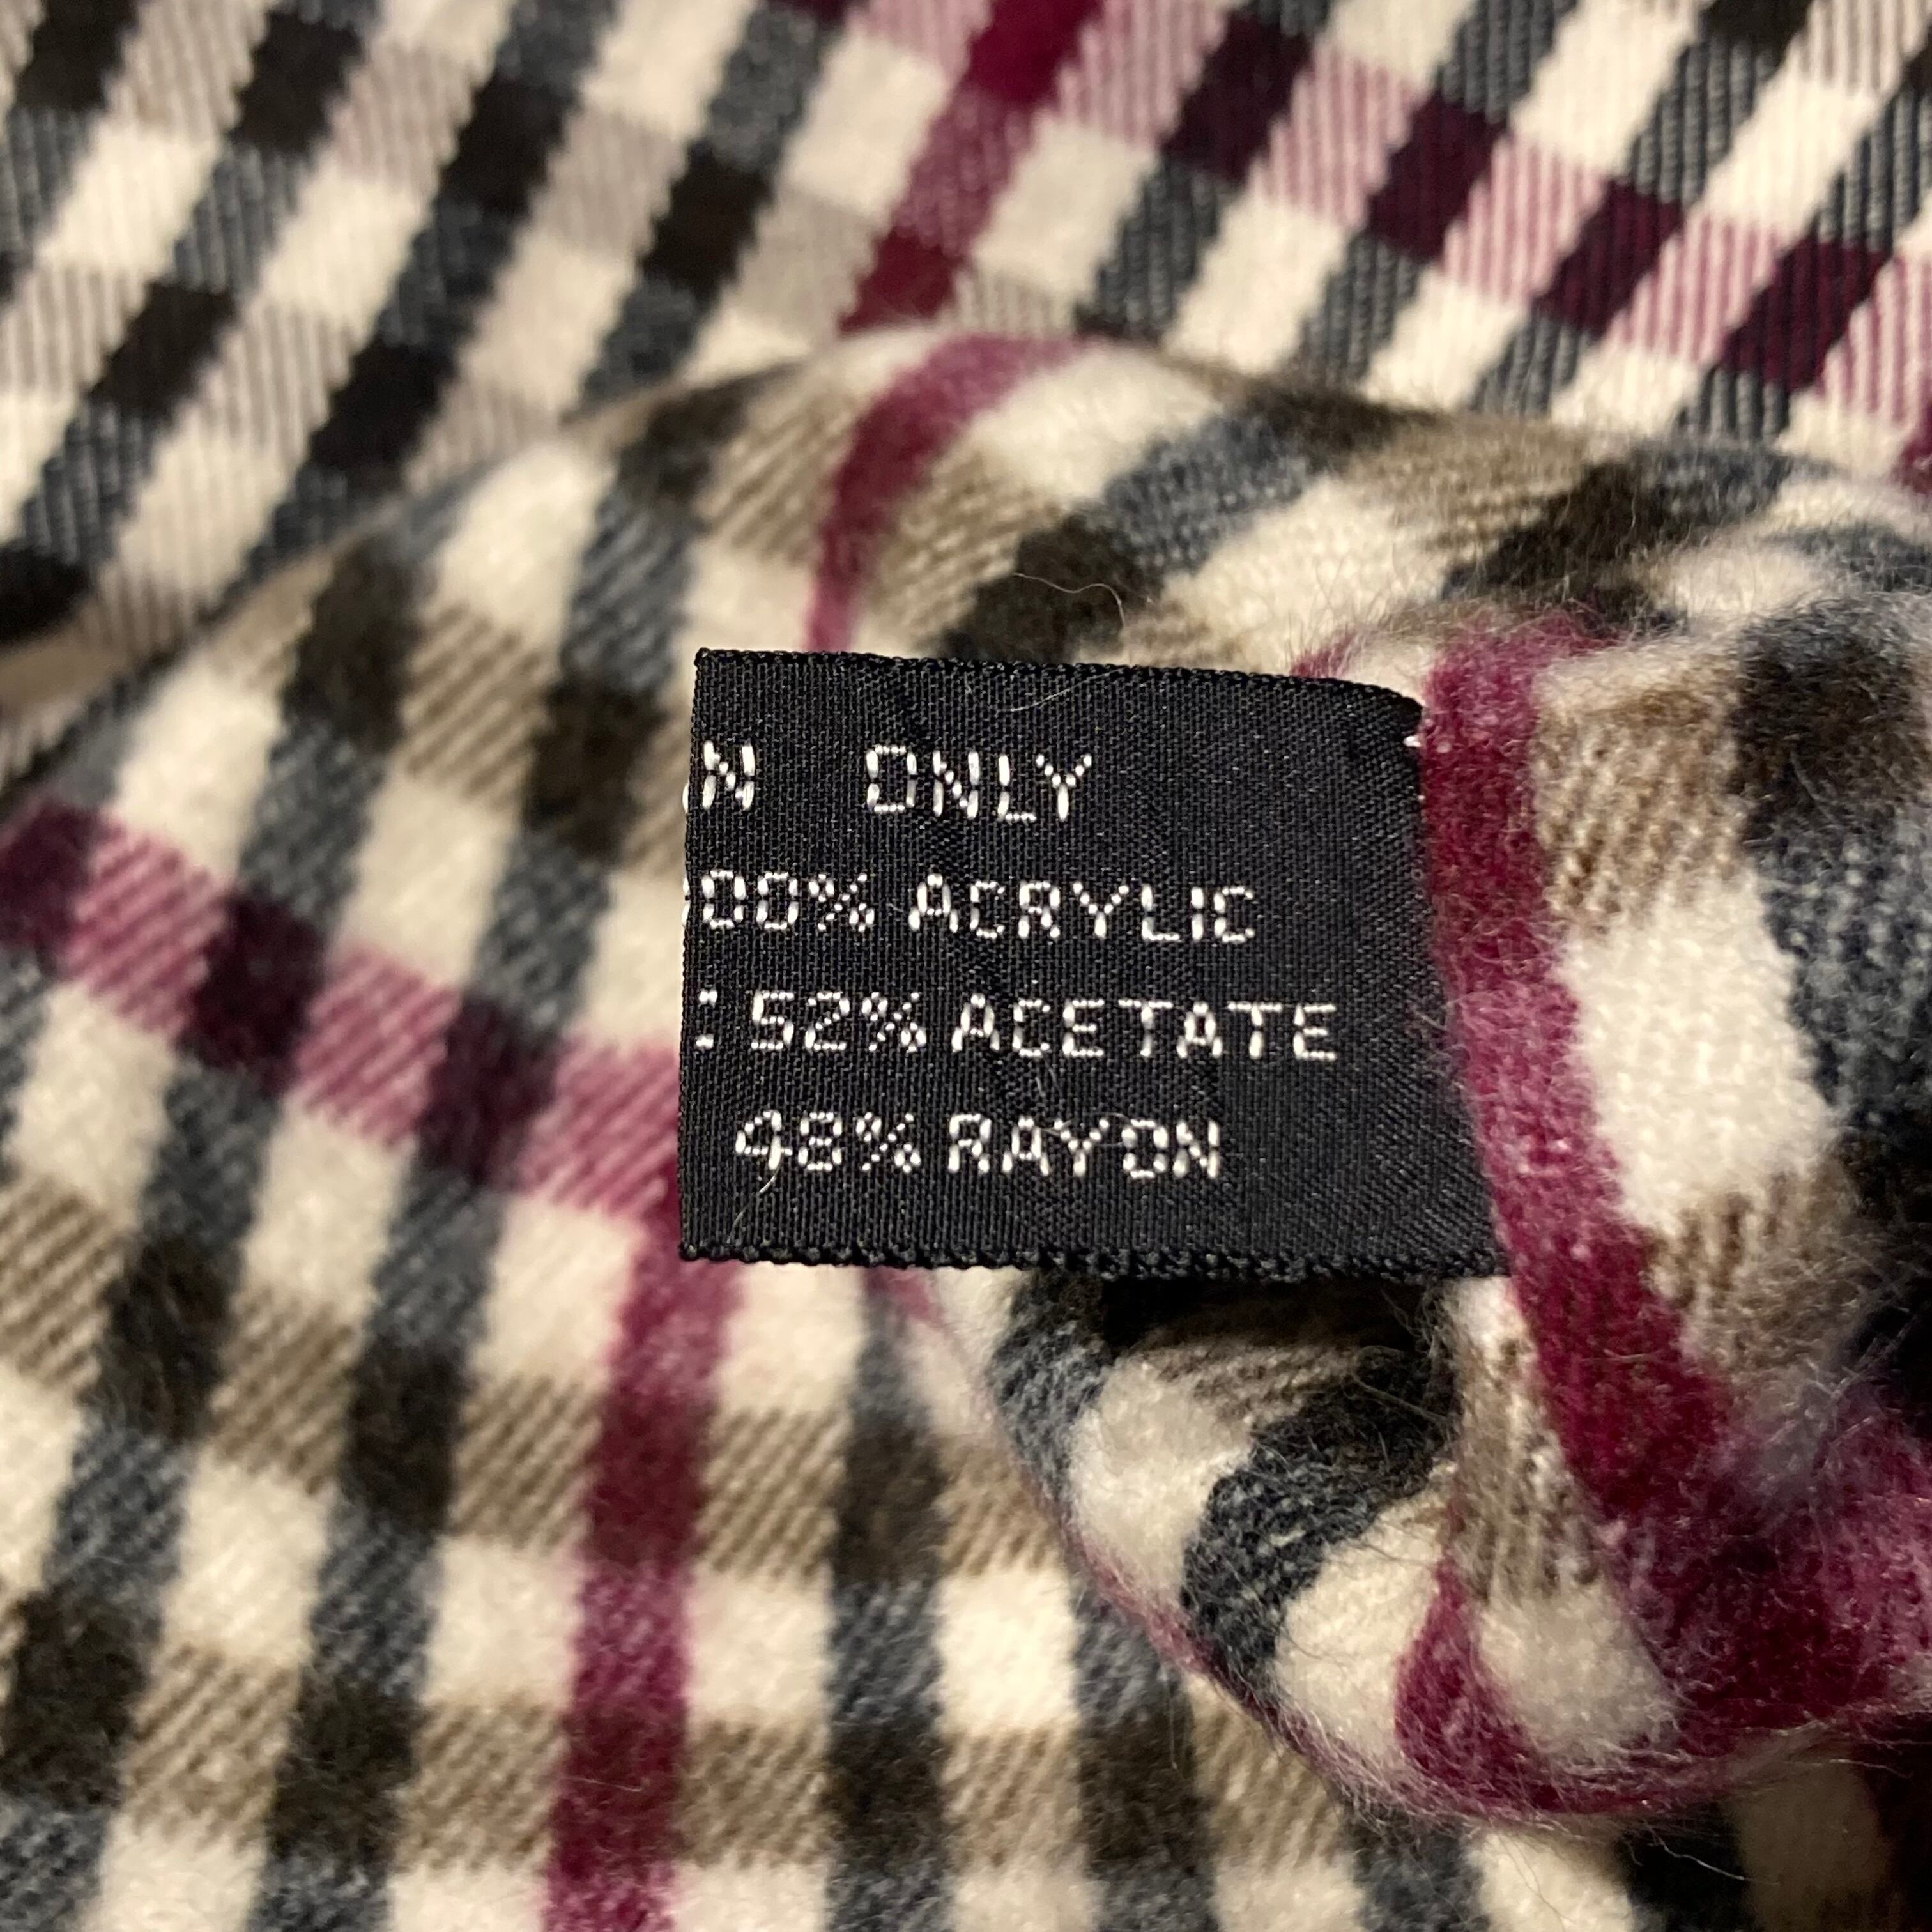 N ONLY
00% ACRYLIC
: 52% ACETATE
48% RAYON